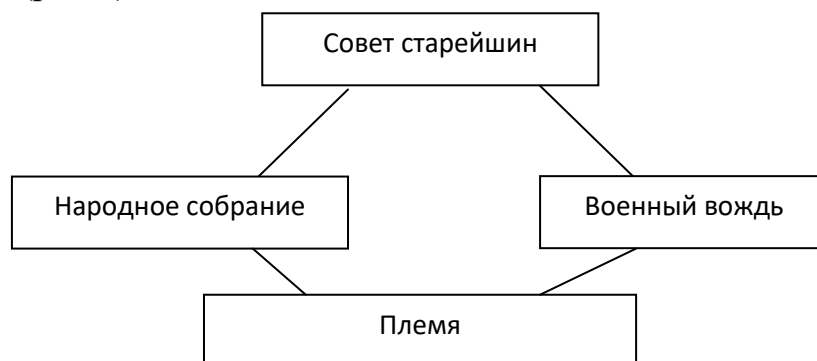 Совет старейшин
Народное собрание
Военный вождь
Племя